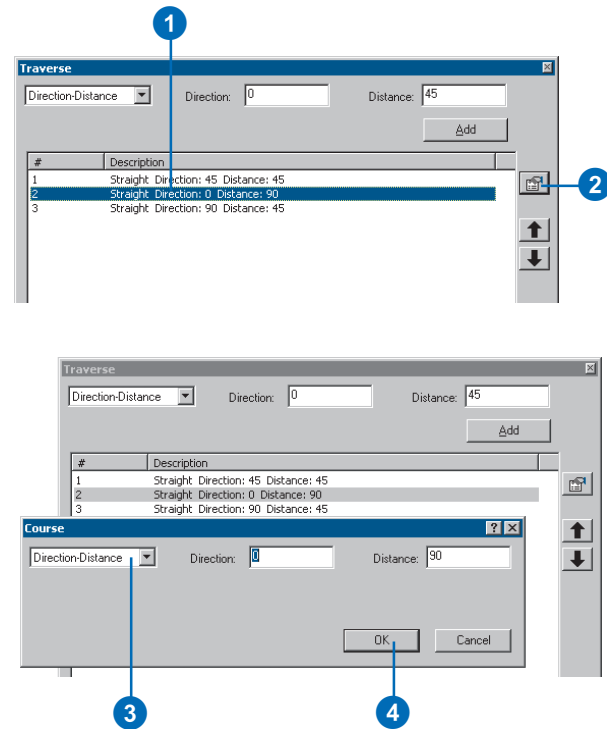 1
Traverse
Direction-Distance Direction: 0 Distance: 45
Add
# Description
1 Straight Direction: 45 Distance: 45
2 Straight Direction: 0 Distance: 90
3 Straight Direction: 90 Distance: 45
2
Traverse
Direction-Distance Direction: 0 Distance: 45
Add
# Description
1 Straight Direction: 45 Distance: 45
2 Straight Direction: 0 Distance: 90
3 Straight Direction: 90 Distance: 45
Course
Direction-Distance Direction: 0 Distance: 90
OK Cancel
3 4